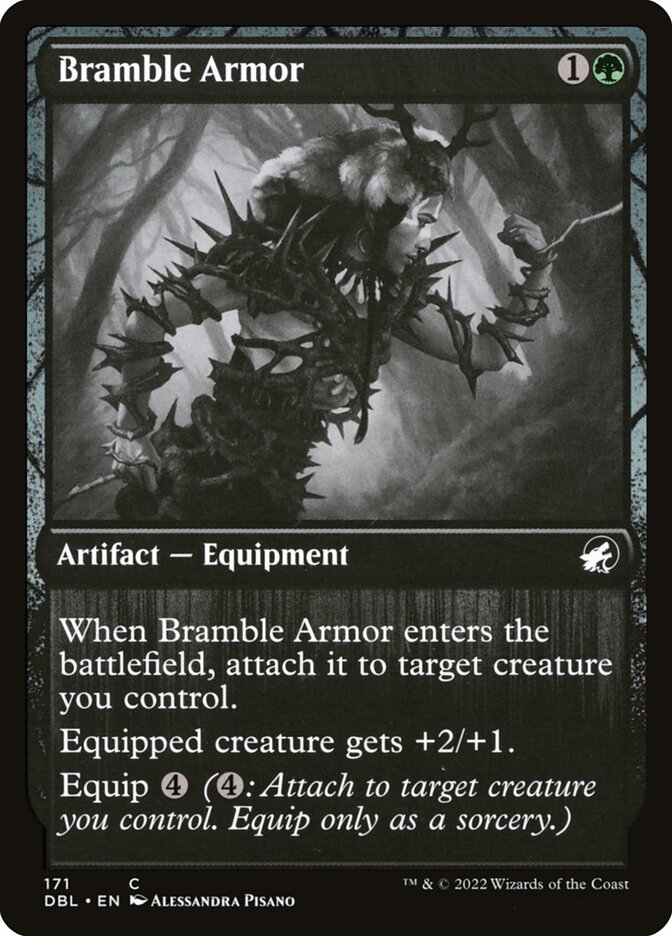 Bramble Armor 1
Artifact — Equipment
When Bramble Armor enters the
battlefield, attach it to target creature
you control.
Equipped creature gets +2/+1.
Equip 4 (4: Attach to target creature
you control. Equip only as a sorcery.)
171 C
DBL • EN Alessandra Pisano
™ & © 2022 Wizards of the Coast